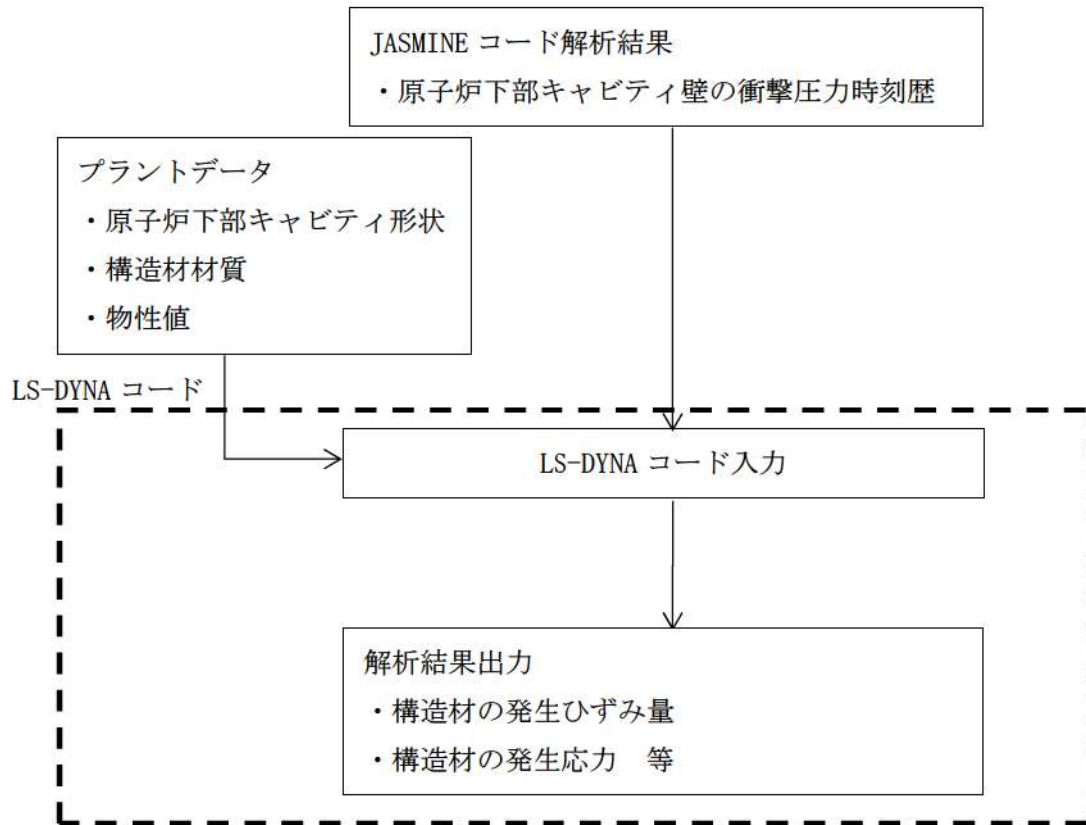 JASMINE コード解析結果
・原子炉下部キャビティ壁の衝撃圧力時刻歴
プラントデータ
・原子炉下部キャビティ形状
・構造材材質
・物性値
LS-DYNA コード
LS-DYNA コード入力
解析結果出力
・構造材の発生ひずみ量
・構造材の発生応力　等